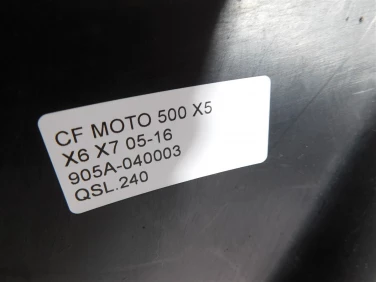 CF MOTO 500 X5
X6 X7 05-16
905A-040003
QSL.240